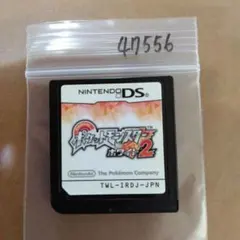 47556
NINTENDO DS
ポケットモンスター
ホワイト2
Nintendo
The Pokémon Company
TWL-IRDJ-JPN